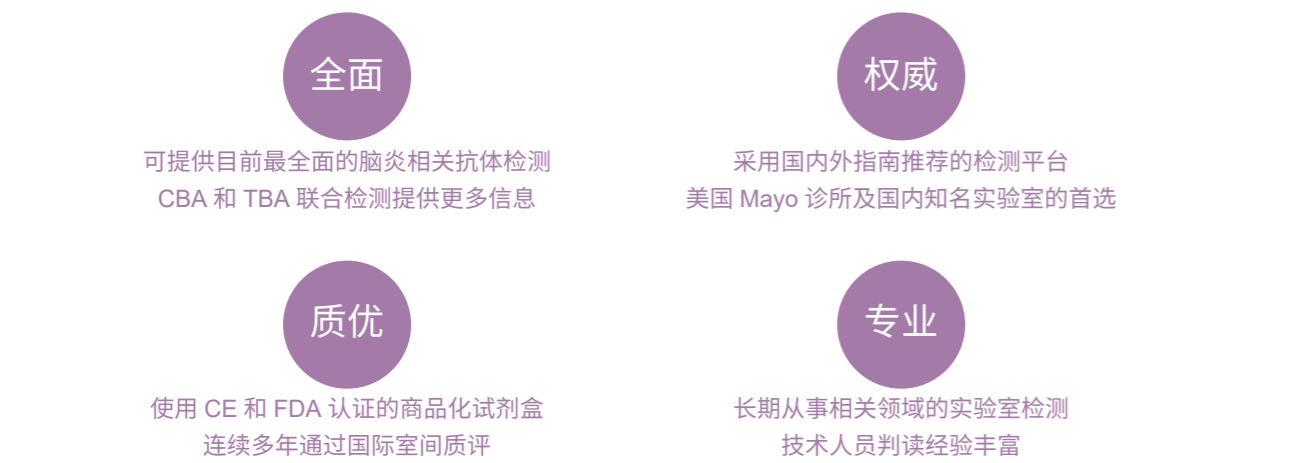 全面
可提供目前最全面的脑炎相关抗体检测
CBA 和 TBA 联合检测提供更多信息
权威
采用国内外指南推荐的检测平台
美国 Mayo 诊所及国内知名实验室的首选
质优
使用 CE 和 FDA 认证的商品化试剂盒
连续多年通过国际室间质评
专业
长期从事相关领域的实验室检测
技术人员判读经验丰富